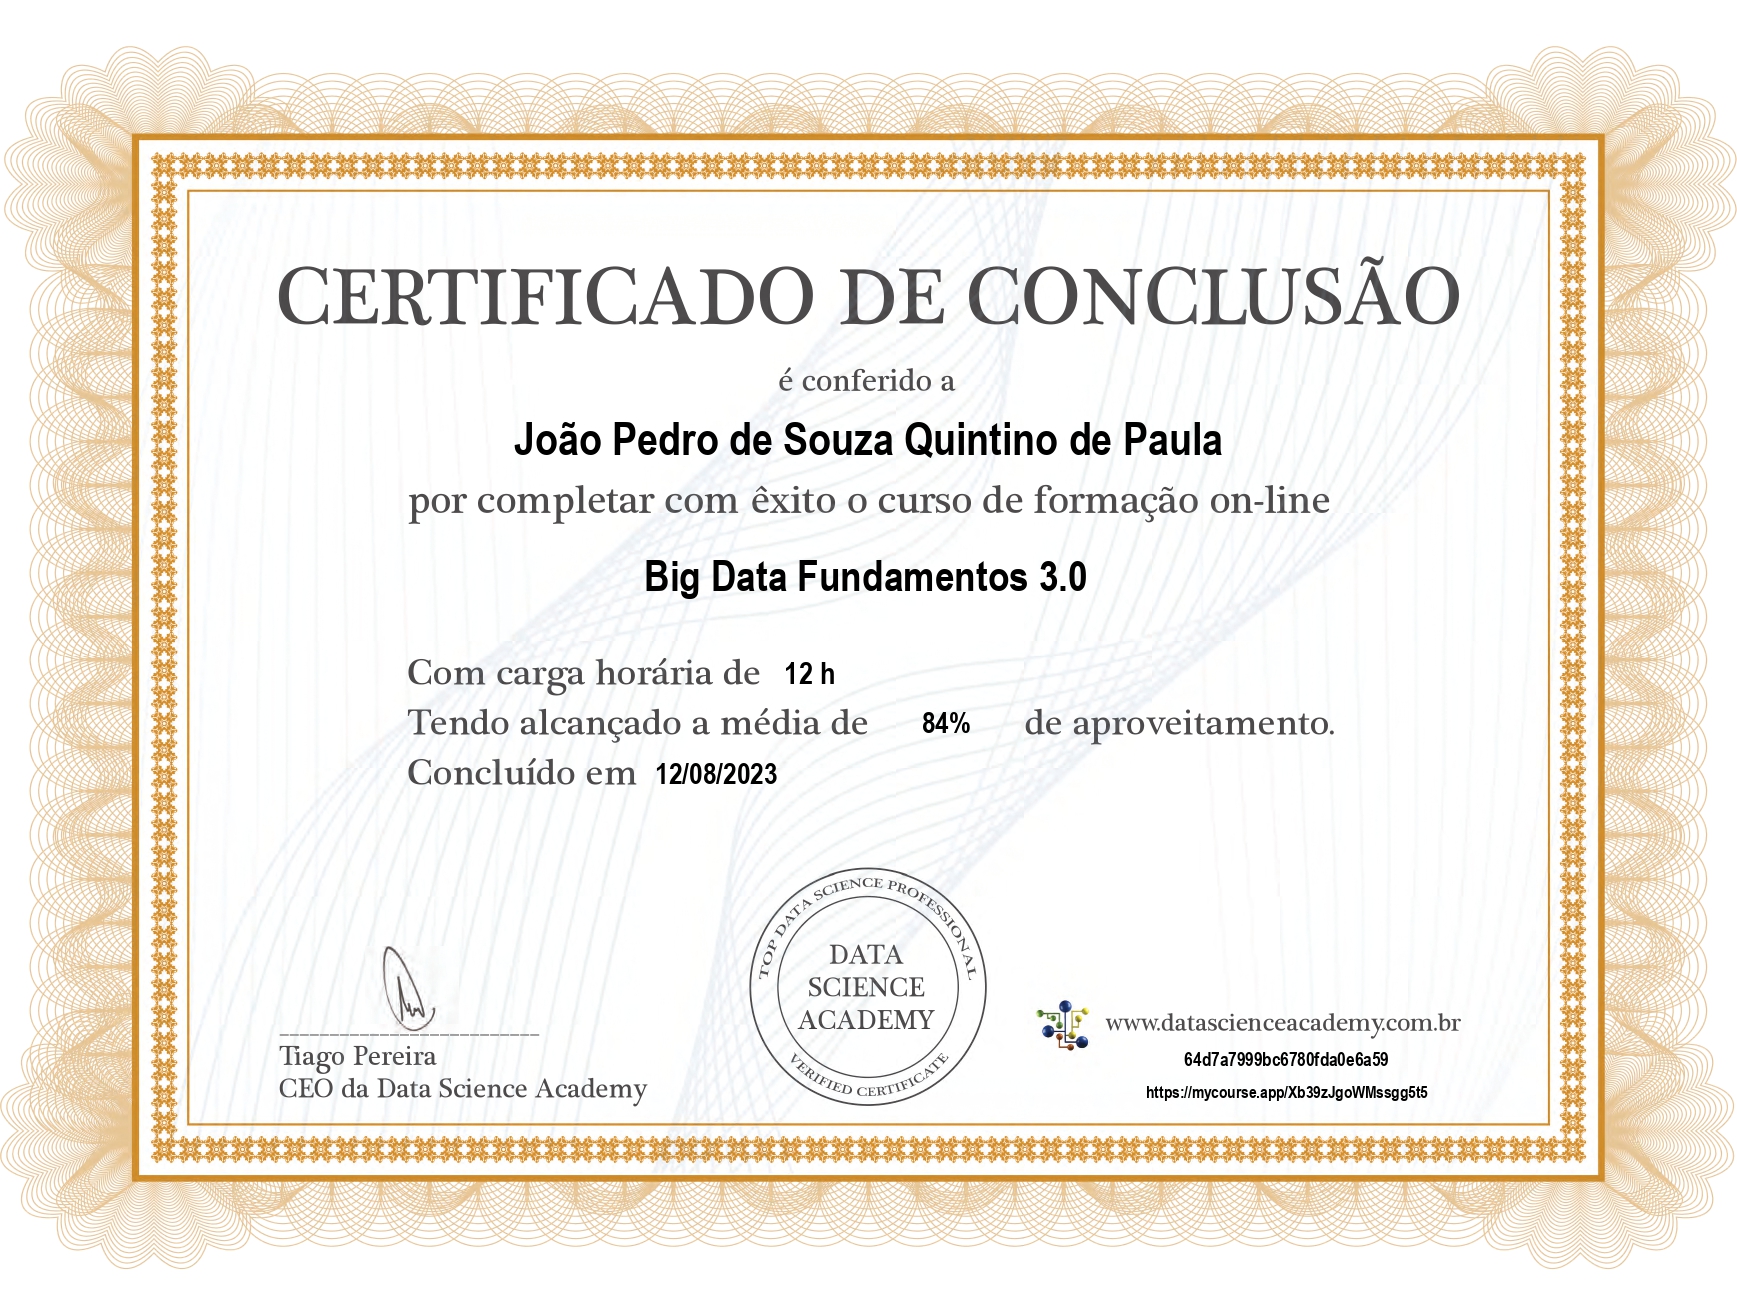 CERTIFICADO DE CONCLUSÃO
é conferido a
João Pedro de Souza Quintino de Paula
por completar com êxito o curso de formação on-line
Big Data Fundamentos 3.0
Com carga horária de 12 h
Tendo alcançado a média de 84% de aproveitamento.
Concluído em 12/08/2023
TOP DATA SCIENCE PROFESSIONAL
DATA
SCIENCE
ACADEMY
VERIFIED CERTIFICATE
Tiago Pereira
CEO da Data Science Academy
www.datascienceacademy.com.br
64d7a7999bc6780fda0e6a59
https://mycourse.app/Xb39zJgoWMssgg5t5